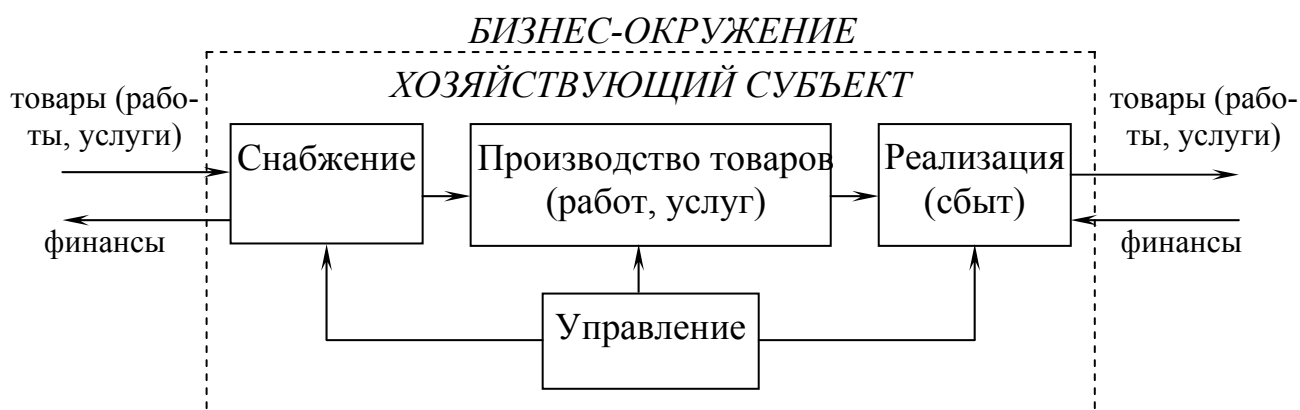 БИЗНЕС-ОКРУЖЕНИЕ
ХОЗЯЙСТВУЮЩИЙ СУБЪЕКТ
товары (рабо-
ты, услуги)
финансы
Снабжение
Производство товаров
(работ, услуг)
Реализация
(сбыт)
товары (рабо-
ты, услуги)
финансы
Управление